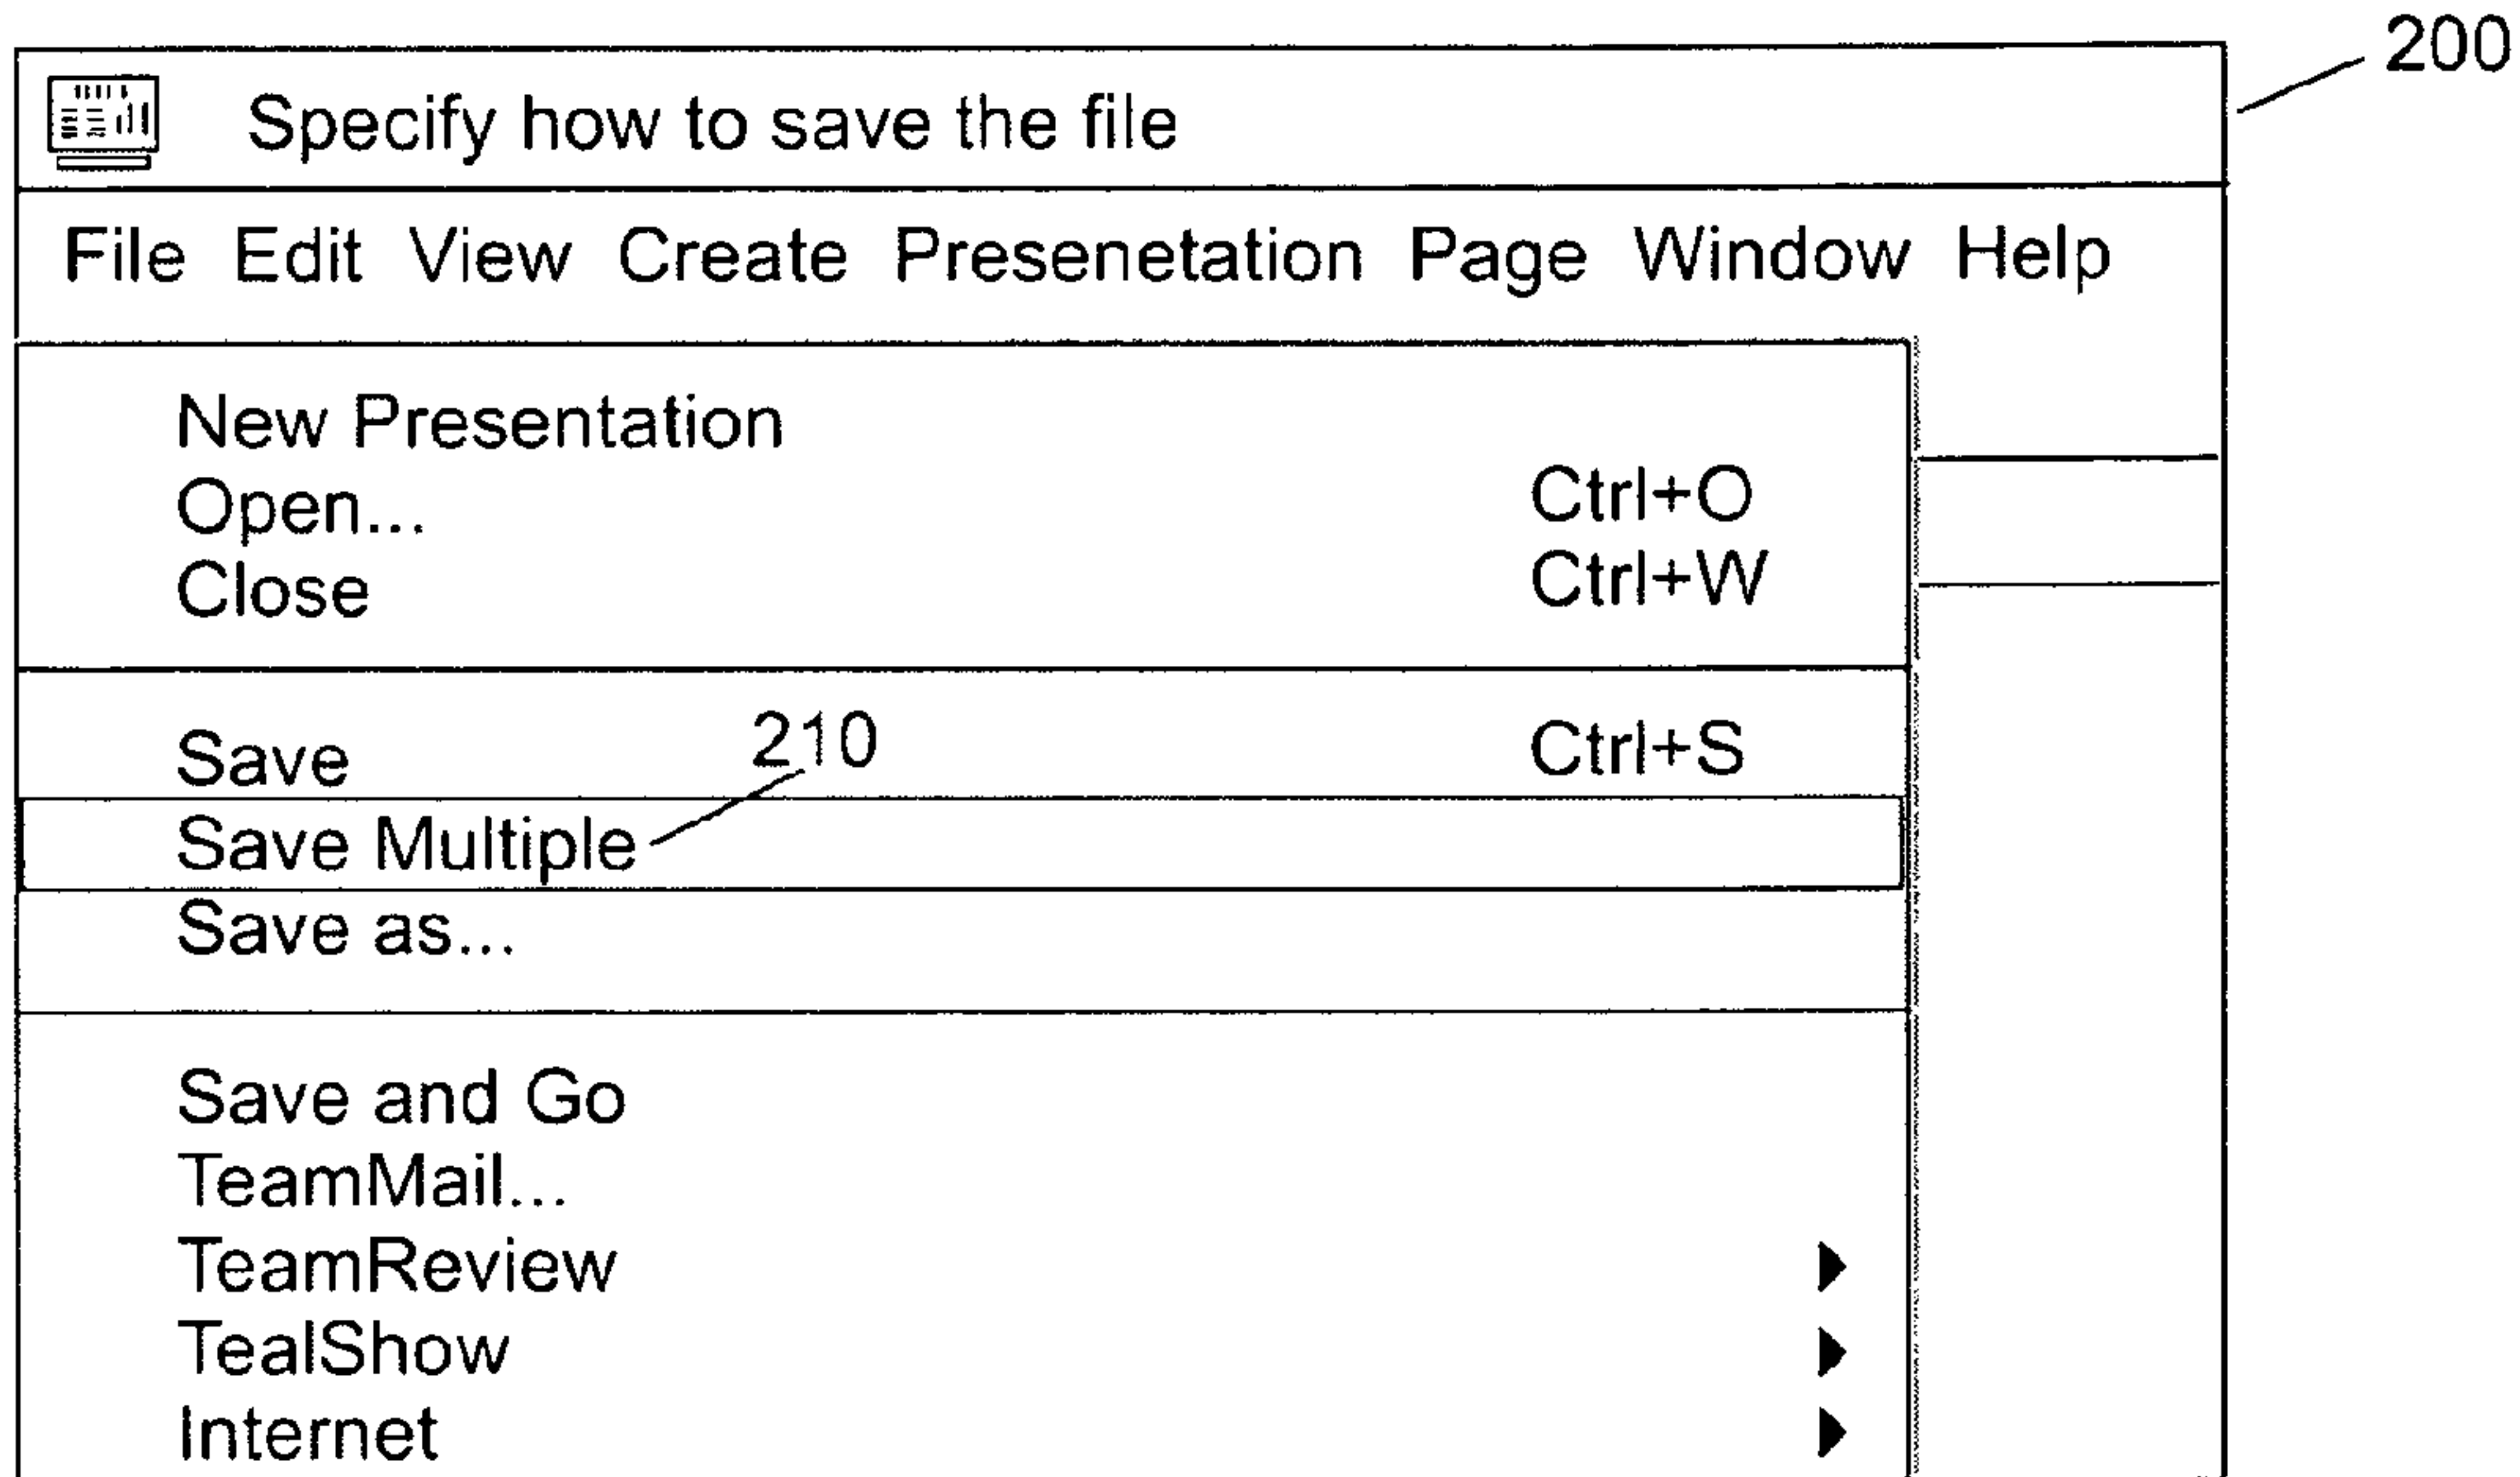 200
Specify how to save the file
File Edit View Create Presenetation Page Window Help
New Presentation
Open... Ctrl+O
Close Ctrl+W
Save 210 Ctrl+S
Save Multiple
Save as...
Save and Go
TeamMail...
TeamReview
TealShow
Internet